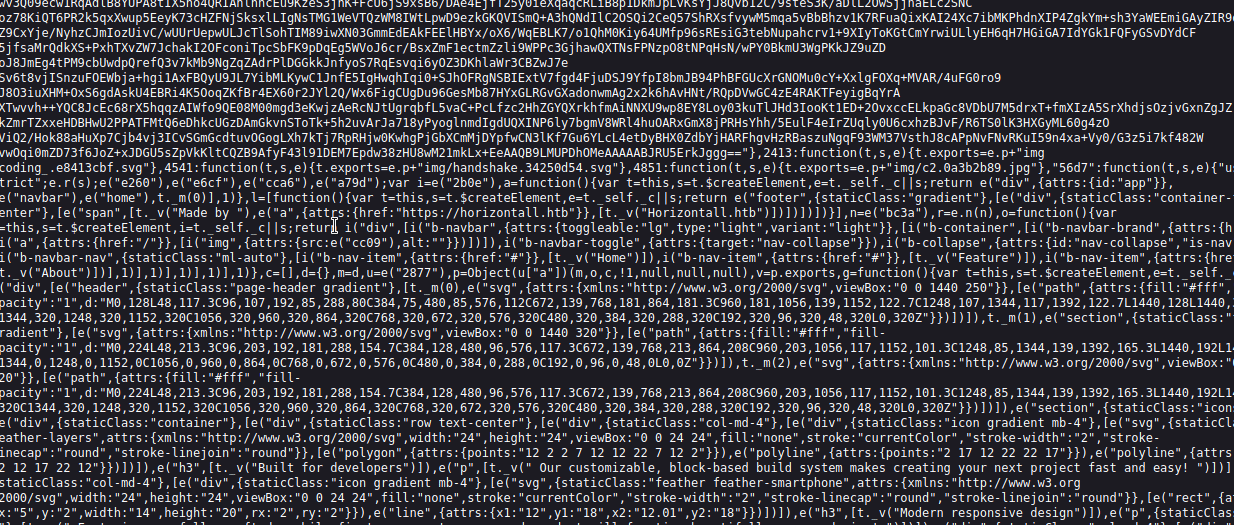 oz78KiQT6PR2k5qxXwup5EeyK73cHZFNjSksxlLIgNsTMG1WeVTQzWM8IWtLpwD9ezkGKQVISmQ+A3hQNdIlC2OSQi2CeQ57ShRXsfvywM5mqa5vBbBhzv1K7RFuaQixKAI24Xc7ibMKPhdnXIP4ZgkYm+sh3YaWEEmiGAyZIR9
9ZCxYje/NyhzCJmIozUivC/wUUrUepwULJcTlSohTIM89iwXN03GmmEdEAkFEElHBYx/oX6/WqEBLK7/o1QhM0Kiy64UMfp96sREsiG3tebNupahcrv1+9XIyToKGtCmYrwiULlyEH6qH7HGiGA7IdYGk1FQFyGSvDYdCF
5jfsaMrQdkXS+PxhTXvZW7JchakI2OFconiTpcSbFK9pDqEg5WVoJ6cr/BsxZmF1ectmZzli9WPPc3GjhawQXTNsFPNzpO8tNPqHsN/wPY0BkmU3WgPKkJZ9uZD
oJ8JmEg4tPM9cbUwdpQrefQ3v7kMb9NgZqZAdrPlDGGkkJnfyoS7RqEsvqi6yOZ3DKhlaWr3CBZwJ7e
Sv6t8vjISnzuFOEWbja+hgi1AxFBQyU9JL7YibMLKywC1JnfE5IgHwqhIqi0+SJhOFRgNSBIExtV7fgd4FjuDSJ9YfpI8bmJB94PhBFGUcXrGNOMu0cY+XxlgFOXq+MVAR/4uFG0ro9
J8O3iuXHM+OxS6gdAskU4EBRi4K5OoqZKfBr4EX60r2JYl2Q/Wx6FigCUgDu96GesMb87HYxGLRGvGXadonwmAg2x2k6hAvHNt/RQpDVwGC4zE4RAKTFeyigBqYrA
XTwvvh++YQC8JcEc68rX5hqqzAIWfo9QE08M00mgd3eKwjzAeRcNJtUgrqbfL5vaC+PcLfzc2HhZGYQXrkhfmAiNNXU9wp8EY8Loy03kuTlJHd3IooKt1ED+2OvxccELkpaGc8VDbU7M5drxT+fmXIzA5SrXhdjsOzjvGxnZgJZ
kZmrTZxxeHDBHwU2PPATFMtQ6eDhkcUGzDAmGkvnSToTk+5h2uvArJa718yPyoglnmdIgdUQXINP6ly7bgmV8WRl4huOARxGmX8jPRHsYhh/5EUlF4eIrZUqly0U6cxhzBJvF/R6TS0lK3HXGyML60g4zO
ViQ2/Hok88aHuXp7Cjb4vj3ICvSGmGcdtuvOGogLXh7kTj7RpRHjw0KwhgPjGbXCmMjDYpfwCN3lKf7Gu6YLcL4etDyBHX0ZdbYjHARFhgvHzRBaszuNgqF93WM37VsthJ8cAPpNvFNvRKuI59n4xa+Vy0/G3z5i7kf482W
vwOqi0mZD73f6JoZ+xJDGU5sZpVkKltCQZB9AfyF43l91DEM7Epdw38zHU8wM21mkLx+EeAAQB9LMUPDhOMeAAAAABJRU5ErkJggg=="},2413:function(t,s,e){t.exports=e.p+"img
coding_.e8413cbf.svg"},4541:function(t,s,e){t.exports=e.p+"img/handshake.34250d54.svg"},4851:function(t,s,e){t.exports=e.p+"img/c2.0a3b2b89.jpg"},"56d7":function(t,s,e){"us
trict";e.r(s);e("e260"),e("e6cf"),e("cca6"),e("a79d");var i=e("2b0e"),a=function(){var t=this,s=t.$createElement,e=t._self._c||s;return e("div",{attrs:{id:"app"}},
e("navbar"),e("home"),t._m(0)],1)},l=[function(){var t=this,s=t.$createElement,e=t._self._c||s;return e("footer",{staticClass:"gradient"},[e("div",{staticClass:"container-
enter"},[e("span",[t._v("Made by "),e("a",{attrs:{href:"https://horizontall.htb"}},[t._v("Horizontall.htb")])])])])}],n=e("bc3a"),r=e.n(n),o=function(){var
=this,s=t.$createElement,i=t._self._c||s;return i("div",[i("b-navbar",{attrs:{toggleable:"lg",type:"light",variant:"light"}},[i("b-container",[i("b-navbar-brand",{attrs:{h
i("a",{attrs:{href:"/"}},[i("img",{attrs:{src:e("cc09"),alt:""}})])]),i("b-navbar-toggle",{attrs:{target:"nav-collapse"}}),i("b-collapse",{attrs:{id:"nav-collapse","is-nav
i("b-navbar-nav",{staticClass:"ml-auto"},[i("b-nav-item",{attrs:{href:"#"}},[t._v("Home")]),i("b-nav-item",{attrs:{href:"#"}},[t._v("Feature")]),i("b-nav-item",{attrs:{hre
t._v("About")])],1)],1)],1)],1)},c=[],d={},m=d,u=e("2877"),p=Object(u["a"])(m,o,c,!1,null,null,null),v=p.exports,g=function(){var t=this,s=t.$createElement,e=t._self._
("div",[e("header",{staticClass:"page-header gradient"},[t._m(0),e("svg",{attrs:{xmlns:"http://www.w3.org/2000/svg",viewBox:"0 0 1440 250"}},[e("path",{attrs:{fill:"#fff",
pacity":"1",d:"M0,128L48,117.3C96,107,192,85,288,80C384,75,480,85,576,112C672,139,768,181,864,181.3C960,181,1056,139,1152,122.7C1248,107,1344,117,1392,122.7L1440,128L1440,
1344,320,1248,320,1152,320C1056,320,960,320,864,320C768,320,672,320,576,320C480,320,384,320,288,320C192,320,96,320,48,320L0,320Z"}})])]),t._m(1),e("section",{staticClass:"
gradient"},[e("svg",{attrs:{xmlns:"http://www.w3.org/2000/svg",viewBox:"0 0 1440 320"}},[e("path",{attrs:{fill:"#fff","fill-
pacity":"1",d:"M0,224L48,213.3C96,203,192,181,288,154.7C384,128,480,96,576,117.3C672,139,768,213,864,208C960,203,1056,117,1152,101.3C1248,85,1344,139,1392,165.3L1440,192L14
1344,0,1248,0,1152,0C1056,0,960,0,864,0C768,0,672,0,576,0C480,0,384,0,288,0C192,0,96,0,48,0L0,0Z"}})]),t._m(2),e("svg",{attrs:{xmlns:"http://www.w3.org/2000/svg",viewBox:"
20"}},[e("path",{attrs:{fill:"#fff","fill-
pacity":"1",d:"M0,224L48,213.3C96,203,192,181,288,154.7C384,128,480,96,576,117.3C672,139,768,213,864,208C960,203,1056,117,1152,101.3C1248,85,1344,139,1392,165.3L1440,192L14
320C1344,320,1248,320,1152,320C1056,320,960,320,864,320C768,320,672,320,576,320C480,320,384,320,288,320C192,320,96,320,48,320L0,320Z"}})])]),e("section",{staticClass:"icons
e("div",{staticClass:"container"},[e("div",{staticClass:"row text-center"},[e("div",{staticClass:"col-md-4"},[e("div",{staticClass:"icon gradient mb-4"},[e("svg",{staticCl
eather-layers",attrs:{xmlns:"http://www.w3.org/2000/svg",width:"24",height:"24",viewBox:"0 0 24 24",fill:"none",stroke:"currentColor","stroke-width":"2","stroke-
inecap":"round","stroke-linejoin":"round"}},[e("polygon",{attrs:{points:"12 2 2 7 12 12 22 7 12 2"}}),e("polyline",{attrs:{points:"2 17 12 22 22 17"}}),e("polyline",{attrs
2 12 17 22 12"}})])]),e("h3",[t._v("Built for developers")]),e("p",[t._v(" Our customizable, block-based build system makes creating your next project fast and easy! ")])]
staticClass:"col-md-4"},[e("div",{staticClass:"icon gradient mb-4"},[e("svg",{staticClass:"feather feather-smartphone",attrs:{xmlns:"http://www.w3.org
2000/svg",width:"24",height:"24",viewBox:"0 0 24 24",fill:"none",stroke:"currentColor","stroke-width":"2","stroke-linecap":"round","stroke-linejoin":"round"}},[e("rect",{at
x:"5",y:"2",width:"14",height:"20",rx:"2",ry:"2"}}),e("line",{attrs:{x1:"12",y1:"18",x2:"12.01",y2:"18"}})])]),e("h3",[t._v("Modern responsive design")]),e("p",[t._v("